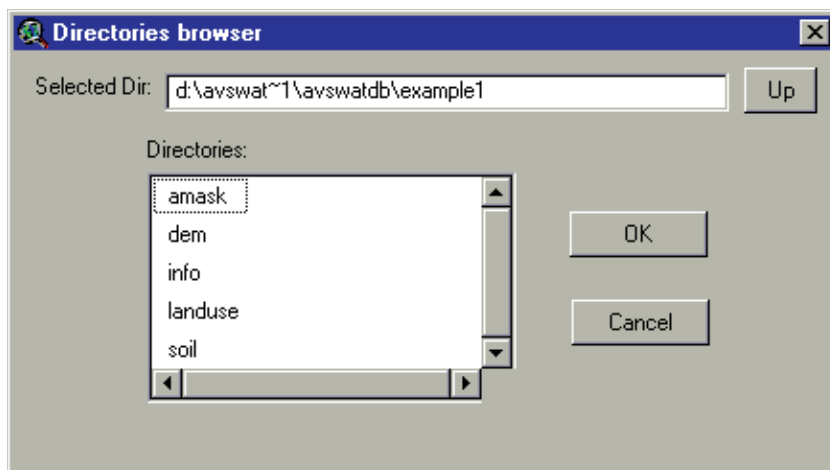 Directories browser
Selected Dir: d:\avswat~1\avswatdb\example1 Up
Directories:
amask
dem
info
landuse
soil
OK
Cancel